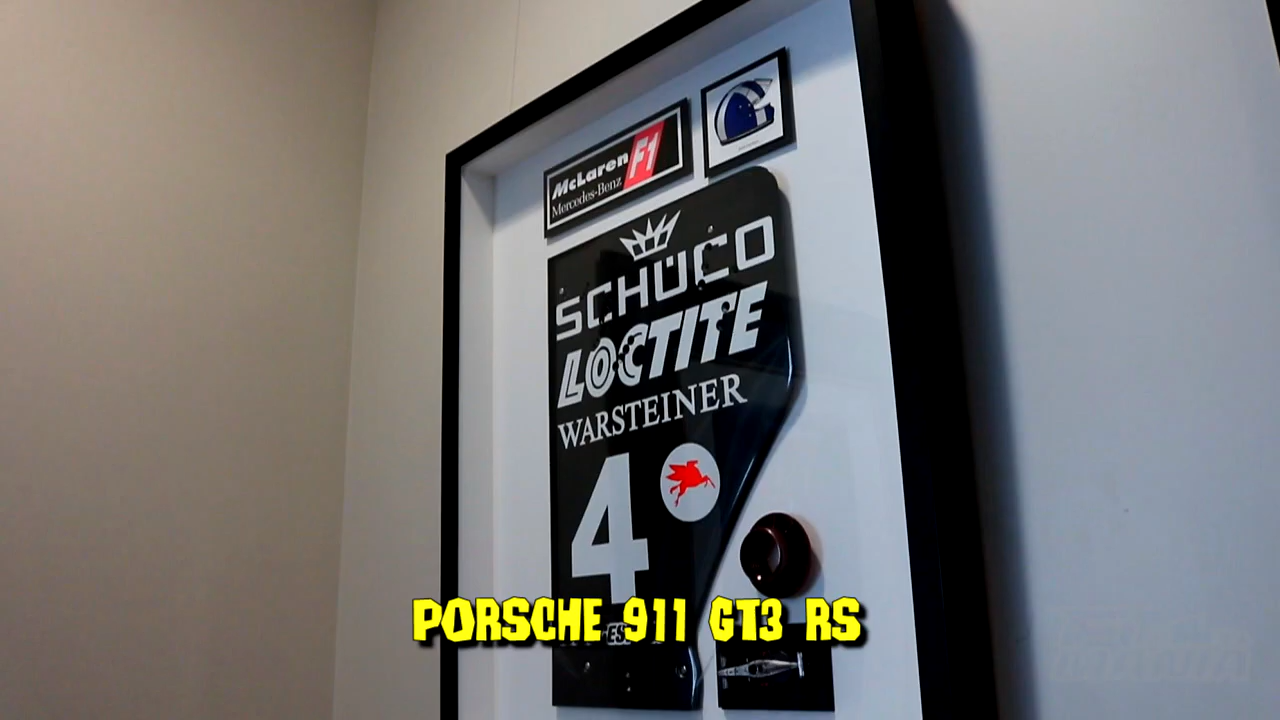 McLaren F1
Mercedes-Benz
SCHÜCO
LOCTITE
WARSTEINER
4
PORSCHE 911 GT3 RS